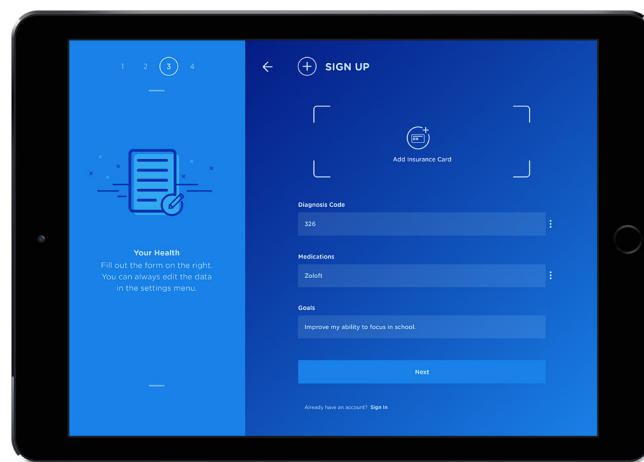 1 2 3 4
Your Health
Fill out the form on the right.
You can always edit the data
in the settings menu.
SIGN UP
Add Insurance Card
Diagnosis Code
326
Medications
Zoloft
Goals
Improve my ability to focus in school.
Next
Already have an account? Sign In